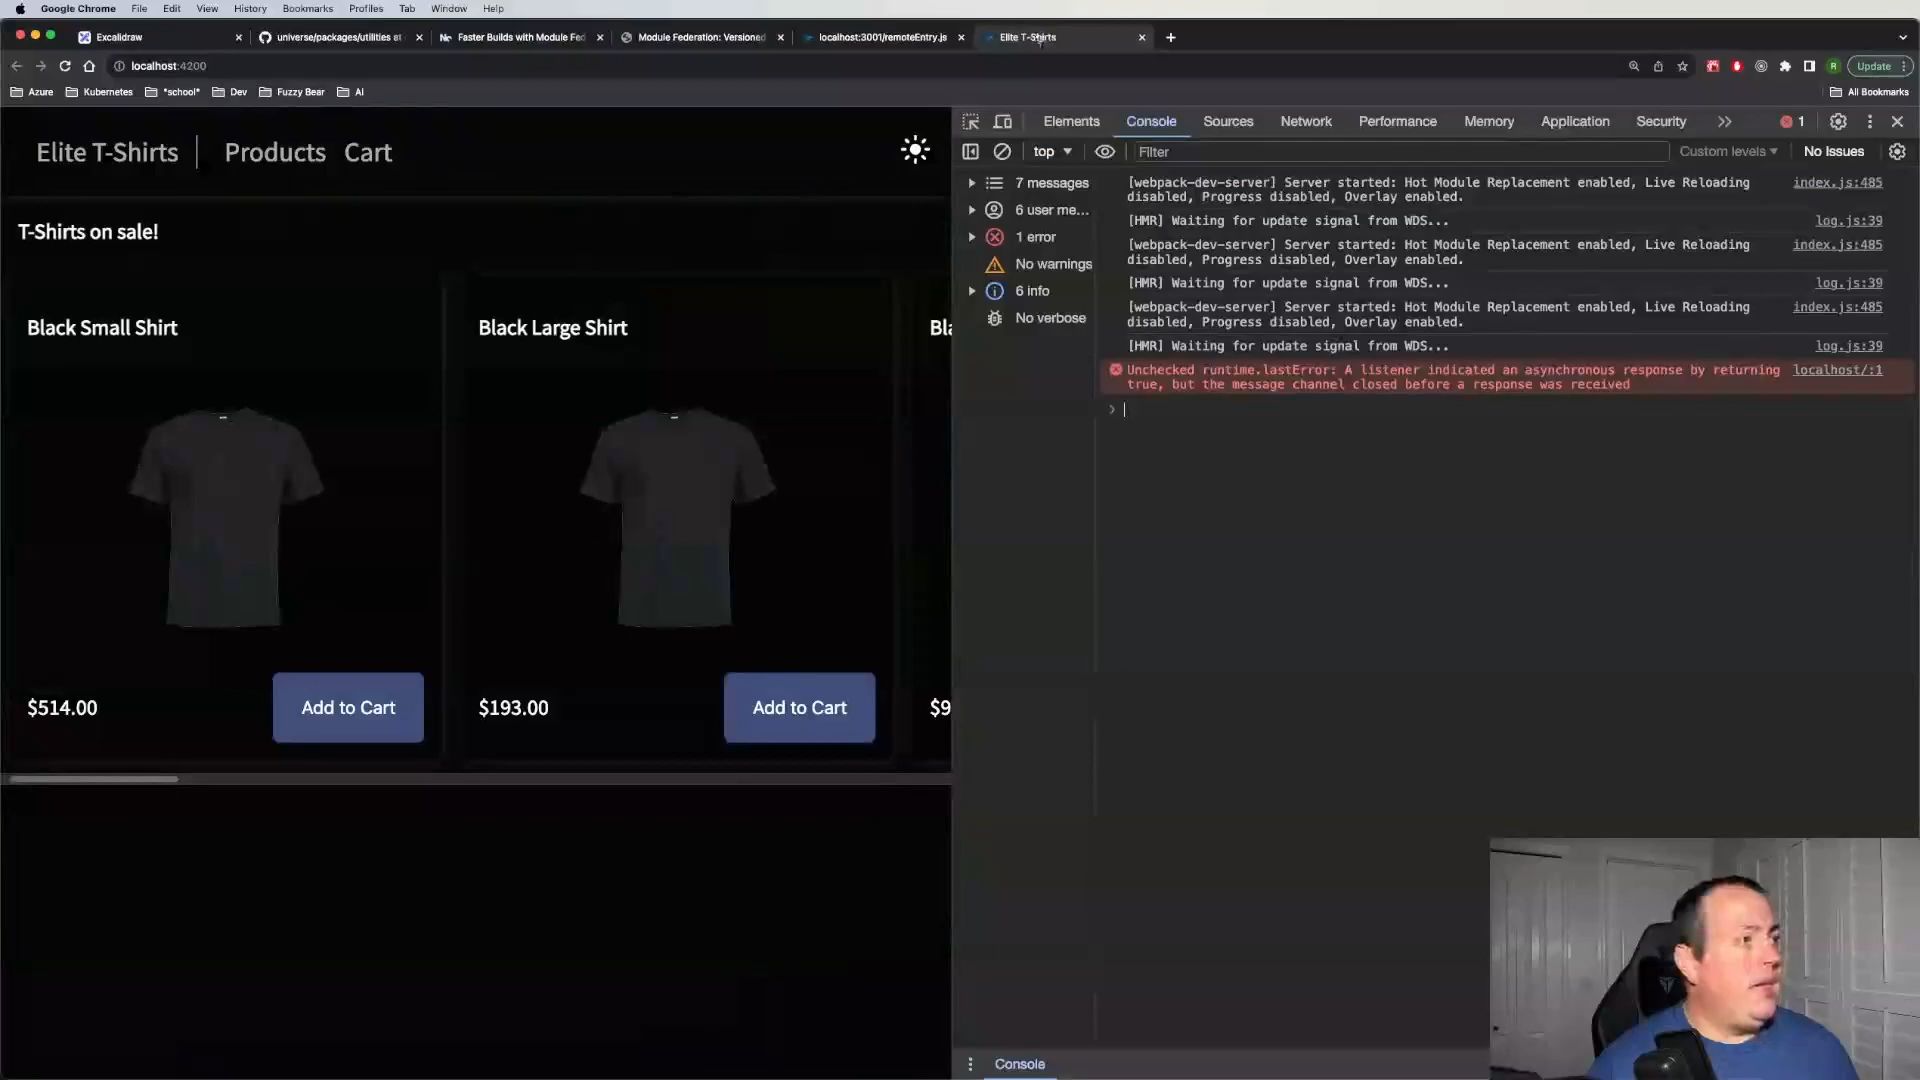 Google Chrome File Edit View History Bookmarks Profiles Tab Window Help
Excalidraw universe/packages/utilities at Faster Builds with Module Fed Module Federation: Versioned localhost:3001/remoteEntry.js Elite T-Shirts
localhost:4200 R Update
Azure Kubernetes *school* Dev Fuzzy Bear AI All Bookmarks
Elite T-Shirts Products Cart
T-Shirts on sale!
Black Small Shirt Black Large Shirt Bla
$514.00 Add to Cart $193.00 Add to Cart $9
Elements Console Sources Network Performance Memory Application Security 1
top Filter Custom levels No Issues
7 messages
6 user me...
1 error
No warnings
6 info
No verbose
[webpack-dev-server] Server started: Hot Module Replacement enabled, Live Reloading index.js:485
disabled, Progress disabled, Overlay enabled.
[HMR] Waiting for update signal from WDS... log.js:39
[webpack-dev-server] Server started: Hot Module Replacement enabled, Live Reloading index.js:485
disabled, Progress disabled, Overlay enabled.
[HMR] Waiting for update signal from WDS... log.js:39
[webpack-dev-server] Server started: Hot Module Replacement enabled, Live Reloading index.js:485
disabled, Progress disabled, Overlay enabled.
[HMR] Waiting for update signal from WDS... log.js:39
Unchecked runtime.lastError: A listener indicated an asynchronous response by returning localhost/:1
true, but the message channel closed before a response was received
Console